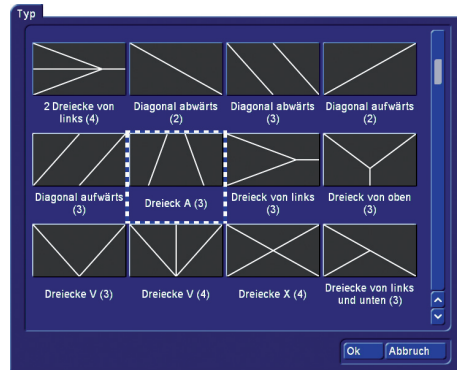 Typ
2 Dreiecke von
links (4)
Diagonal abwärts
(2)
Diagonal abwärts
(3)
Diagonal aufwärts
(2)
Diagonal aufwärts
(3)
Dreieck A (3)
Dreieck von links
(3)
Dreieck von oben
(3)
Dreiecke V (3)
Dreiecke V (4)
Dreiecke X (4)
Dreiecke von links
und unten (3)
Ok
Abbruch